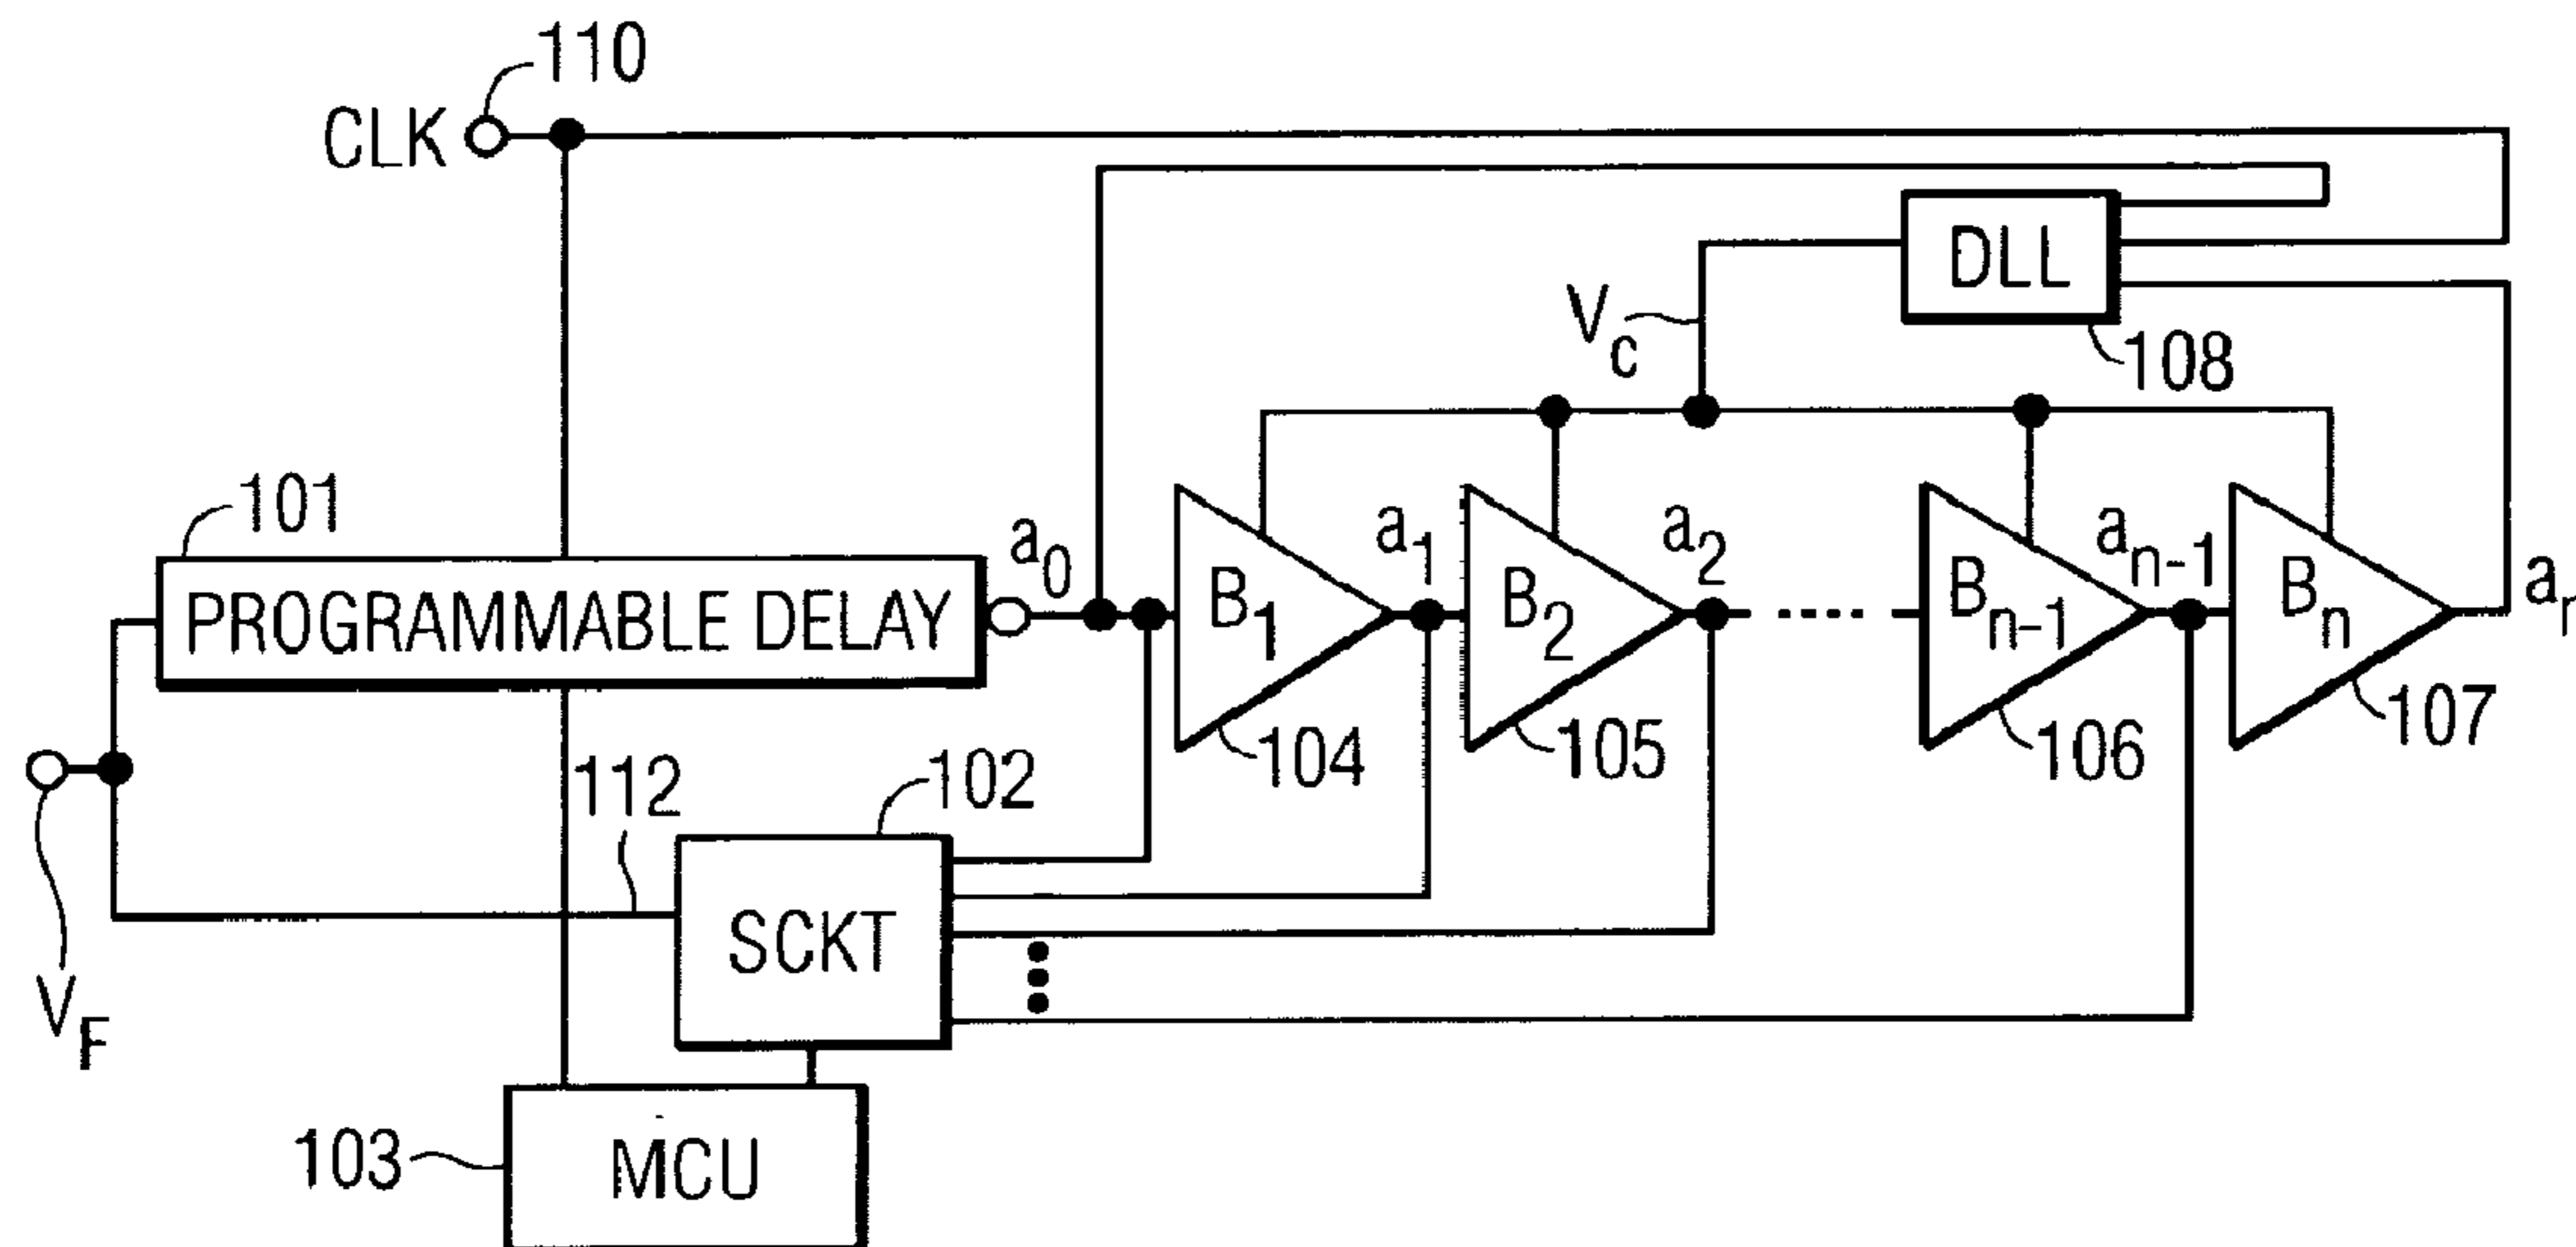 110
CLK
DLL
Vc
108
101
PROGRAMMABLE DELAY
a0
B1
a1
B2
a2
Bn-1
an-1
Bn
104
105
106
107
112
102
SCKT
VF
103
MCU